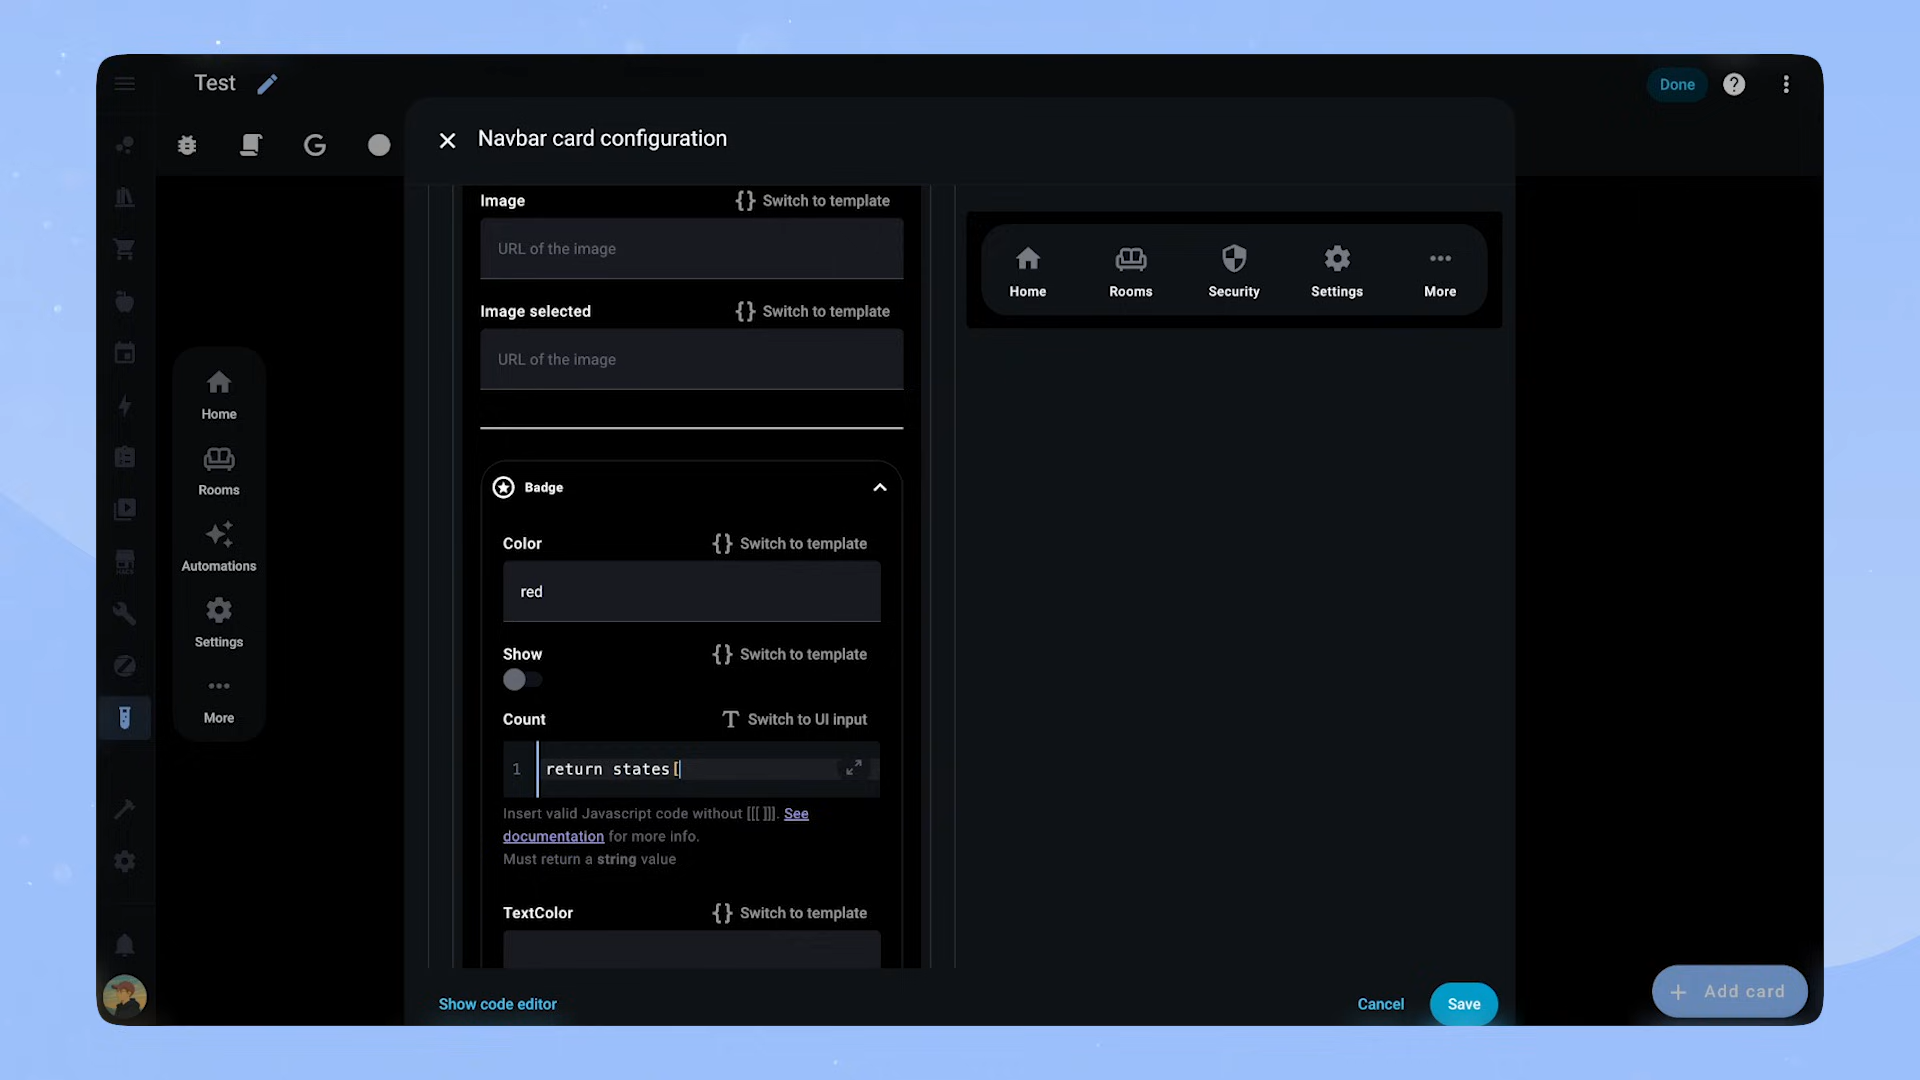 Test
Done
Navbar card configuration
Image
{} Switch to template
URL of the image
Image selected
{} Switch to template
URL of the image
Badge
Color
{} Switch to template
red
Show
{} Switch to template
Count
T Switch to UI input
1 return states[
Insert valid Javascript code without [[[ ]]]. See
documentation for more info.
Must return a string value
TextColor
{} Switch to template
Home
Rooms
Security
Settings
More
Home
Rooms
Automations
Settings
More
HACS
Show code editor
Cancel
Save
+ Add card